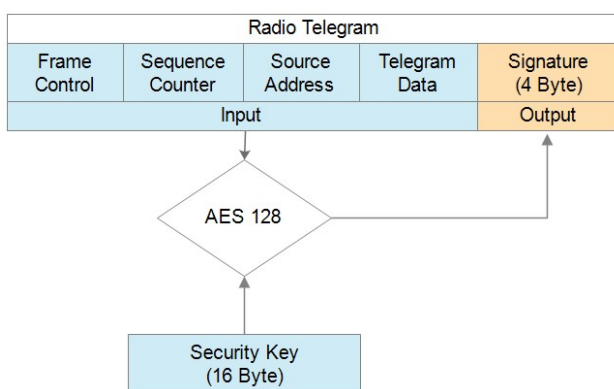 Radio Telegram
Frame Control
Sequence Counter
Source Address
Telegram Data
Signature (4 Byte)
Input
Output
AES 128
Security Key
(16 Byte)